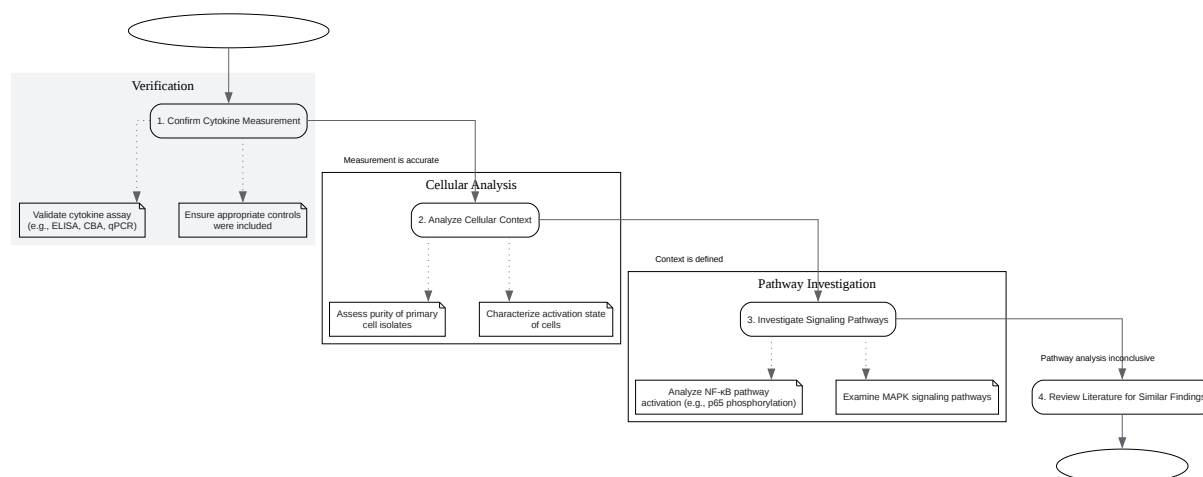 Verification
1. Confirm Cytokine Measurement
Validate cytokine assay
(e.g., ELISA, CBA, qPCR)
Ensure appropriate controls
were included
Measurement is accurate
Cellular Analysis
2. Analyze Cellular Context
Assess purity of primary
cell isolates
Characterize activation state
of cells
Context is defined
Pathway Investigation
3. Investigate Signaling Pathways
Analyze NF-κB pathway
activation (e.g., p65 phosphorylation)
Examine MAPK signaling pathways
Pathway analysis inconclusive
4. Review Literature for Similar Findings